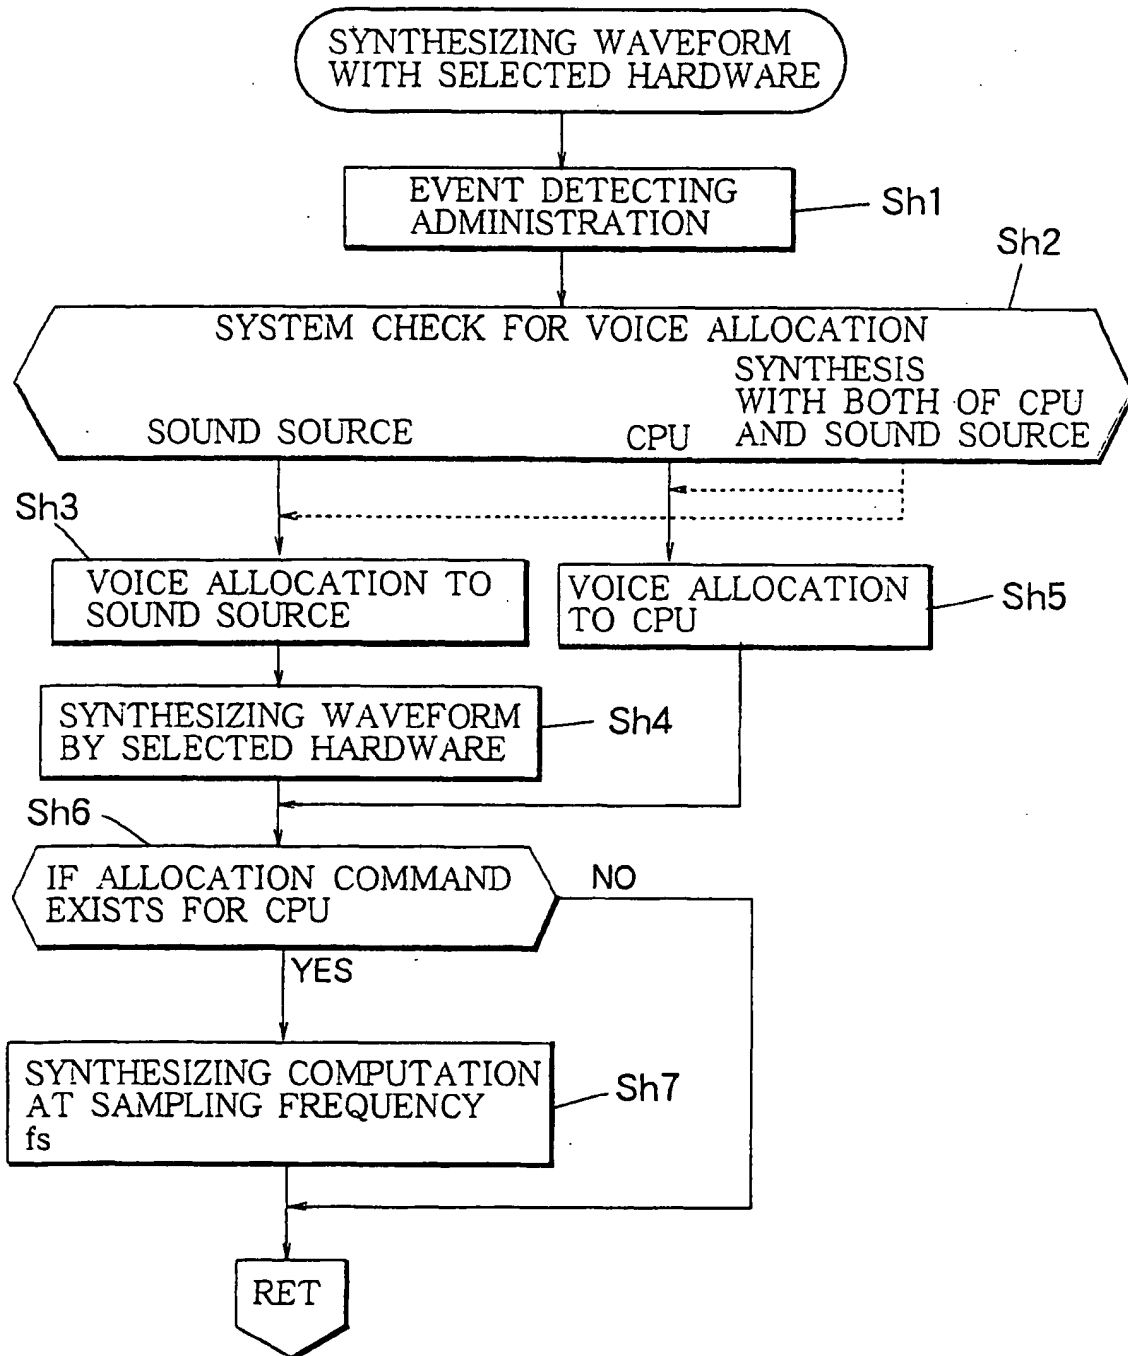 SYNTHESIZING WAVEFORM
WITH SELECTED HARDWARE
EVENT DETECTING
ADMINISTRATION
Sh1
Sh2
SYSTEM CHECK FOR VOICE ALLOCATION
SOUND SOURCE
CPU
SYNTHESIS
WITH BOTH OF CPU
AND SOUND SOURCE
Sh3
VOICE ALLOCATION TO
SOUND SOURCE
VOICE ALLOCATION
TO CPU
Sh5
SYNTHESIZING WAVEFORM
BY SELECTED HARDWARE
Sh4
Sh6
IF ALLOCATION COMMAND
EXISTS FOR CPU
NO
YES
SYNTHESIZING COMPUTATION
AT SAMPLING FREQUENCY
fs
Sh7
RET